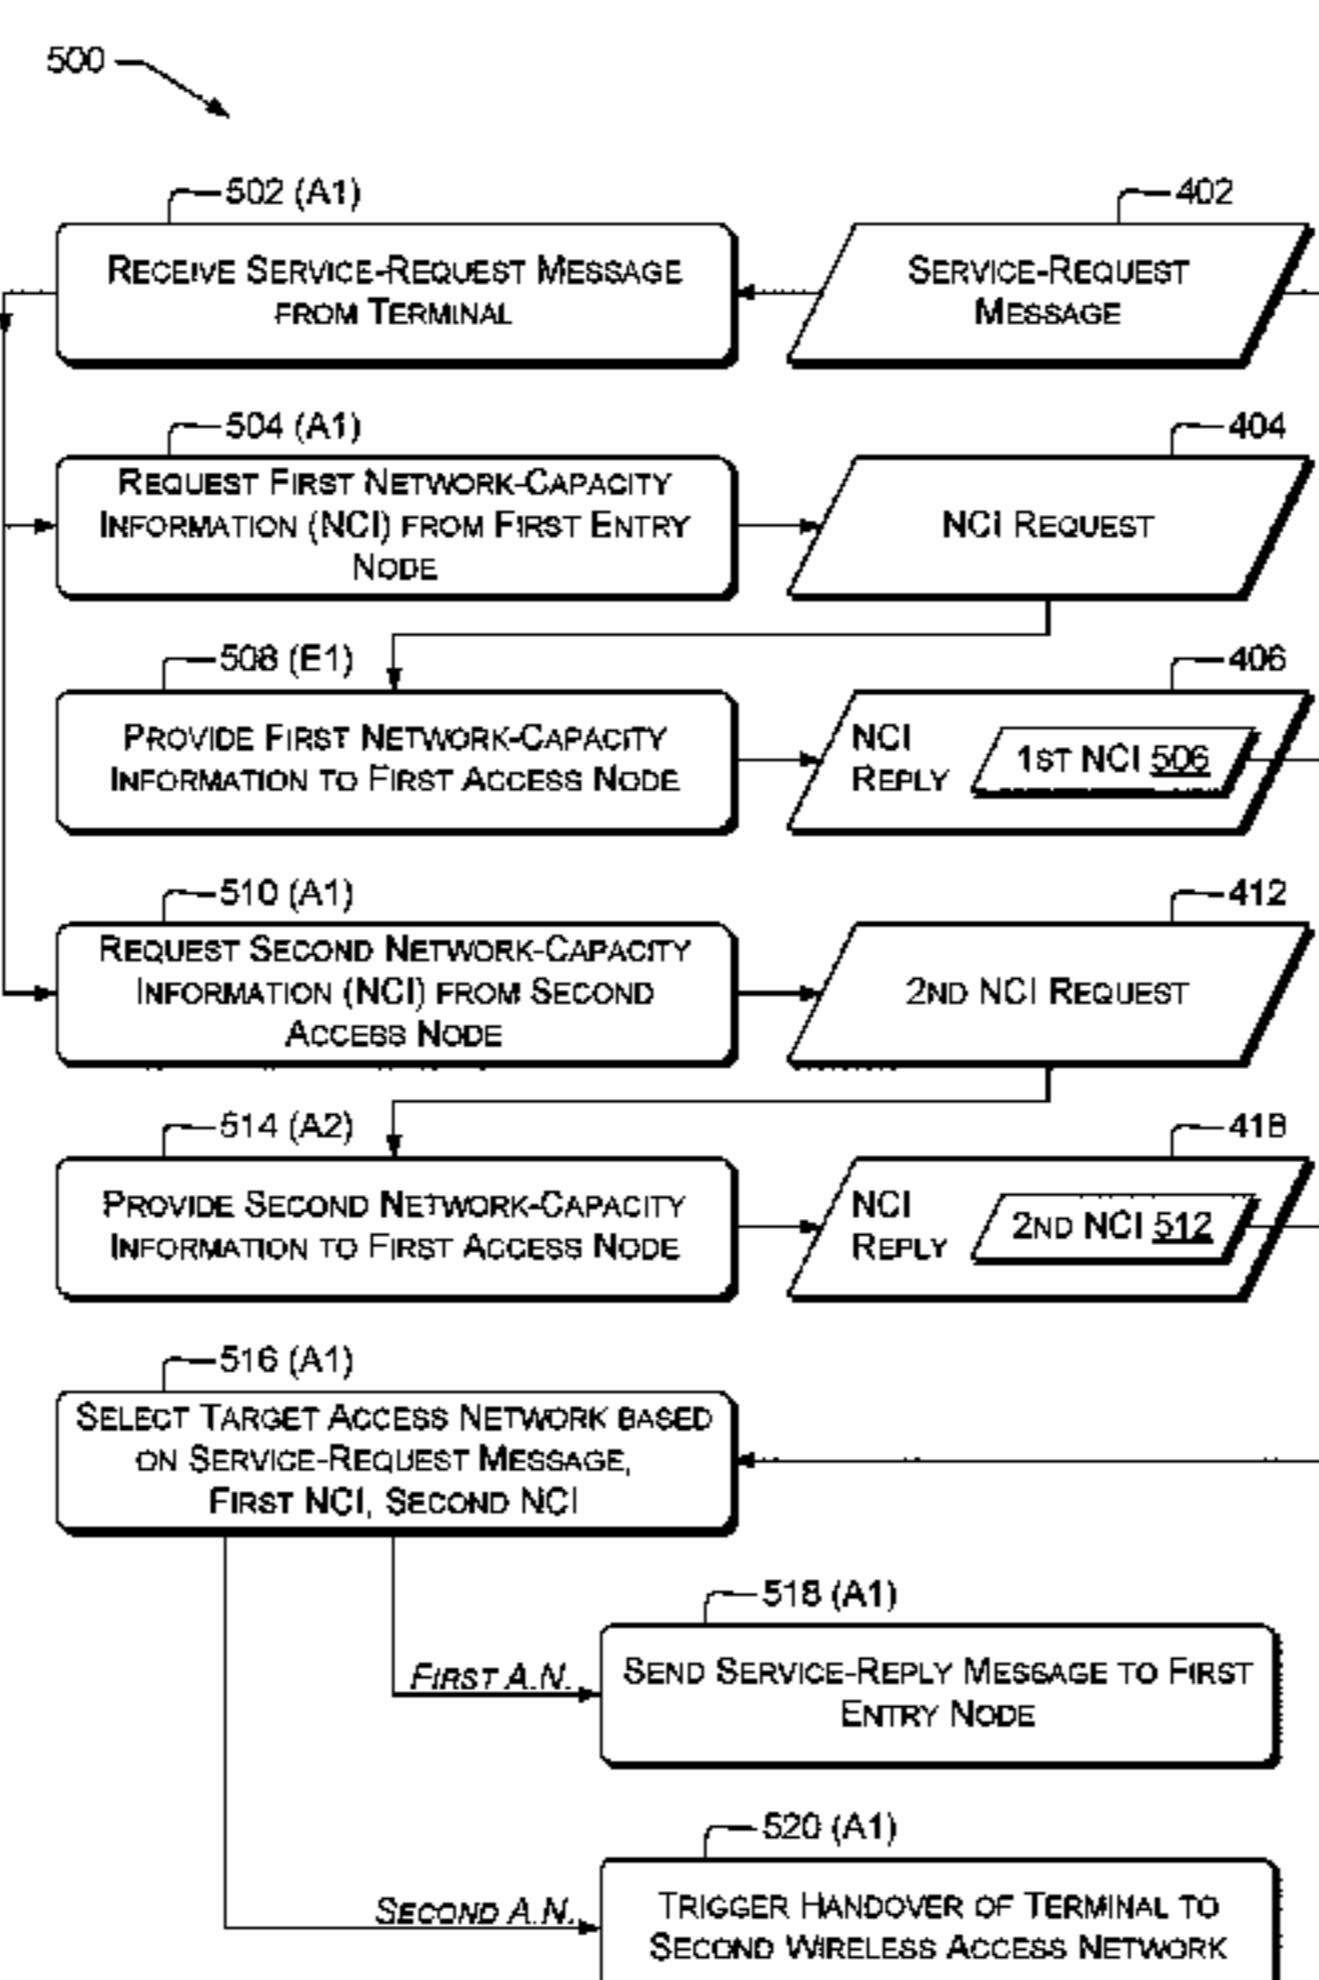 500
502 (A1)
402
RECEIVE SERVICE-REQUEST MESSAGE
FROM TERMINAL
SERVICE-REQUEST
MESSAGE
504 (A1)
404
REQUEST FIRST NETWORK-CAPACITY
INFORMATION (NCI) FROM FIRST ENTRY
NODE
NCI REQUEST
508 (E1)
406
PROVIDE FIRST NETWORK-CAPACITY
INFORMATION TO FIRST ACCESS NODE
NCI
REPLY
1ST NCI 506
510 (A1)
412
REQUEST SECOND NETWORK-CAPACITY
INFORMATION (NCI) FROM SECOND
ACCESS NODE
2ND NCI REQUEST
514 (A2)
418
PROVIDE SECOND NETWORK-CAPACITY
INFORMATION TO FIRST ACCESS NODE
NCI
REPLY
2ND NCI 512
516 (A1)
SELECT TARGET ACCESS NETWORK BASED
ON SERVICE-REQUEST MESSAGE,
FIRST NCI, SECOND NCI
518 (A1)
FIRST A.N.
SEND SERVICE-REPLY MESSAGE TO FIRST
ENTRY NODE
520 (A1)
SECOND A.N.
TRIGGER HANDOVER OF TERMINAL TO
SECOND WIRELESS ACCESS NETWORK